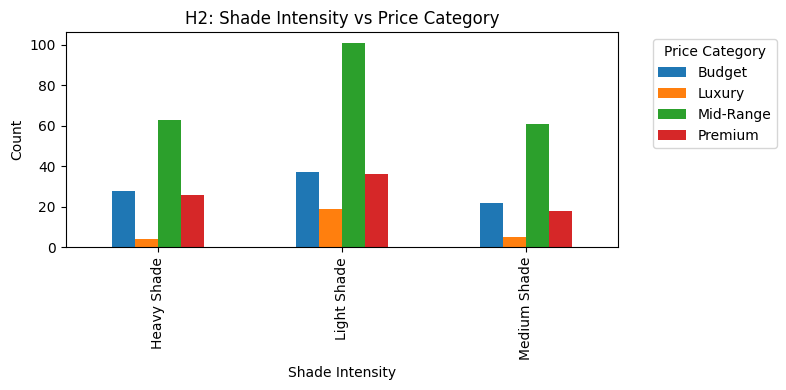 H2: Shade Intensity vs Price Category
Count
100
80
60
40
20
0
Heavy Shade
Light Shade
Medium Shade
Shade Intensity
Price Category
Budget
Luxury
Mid-Range
Premium